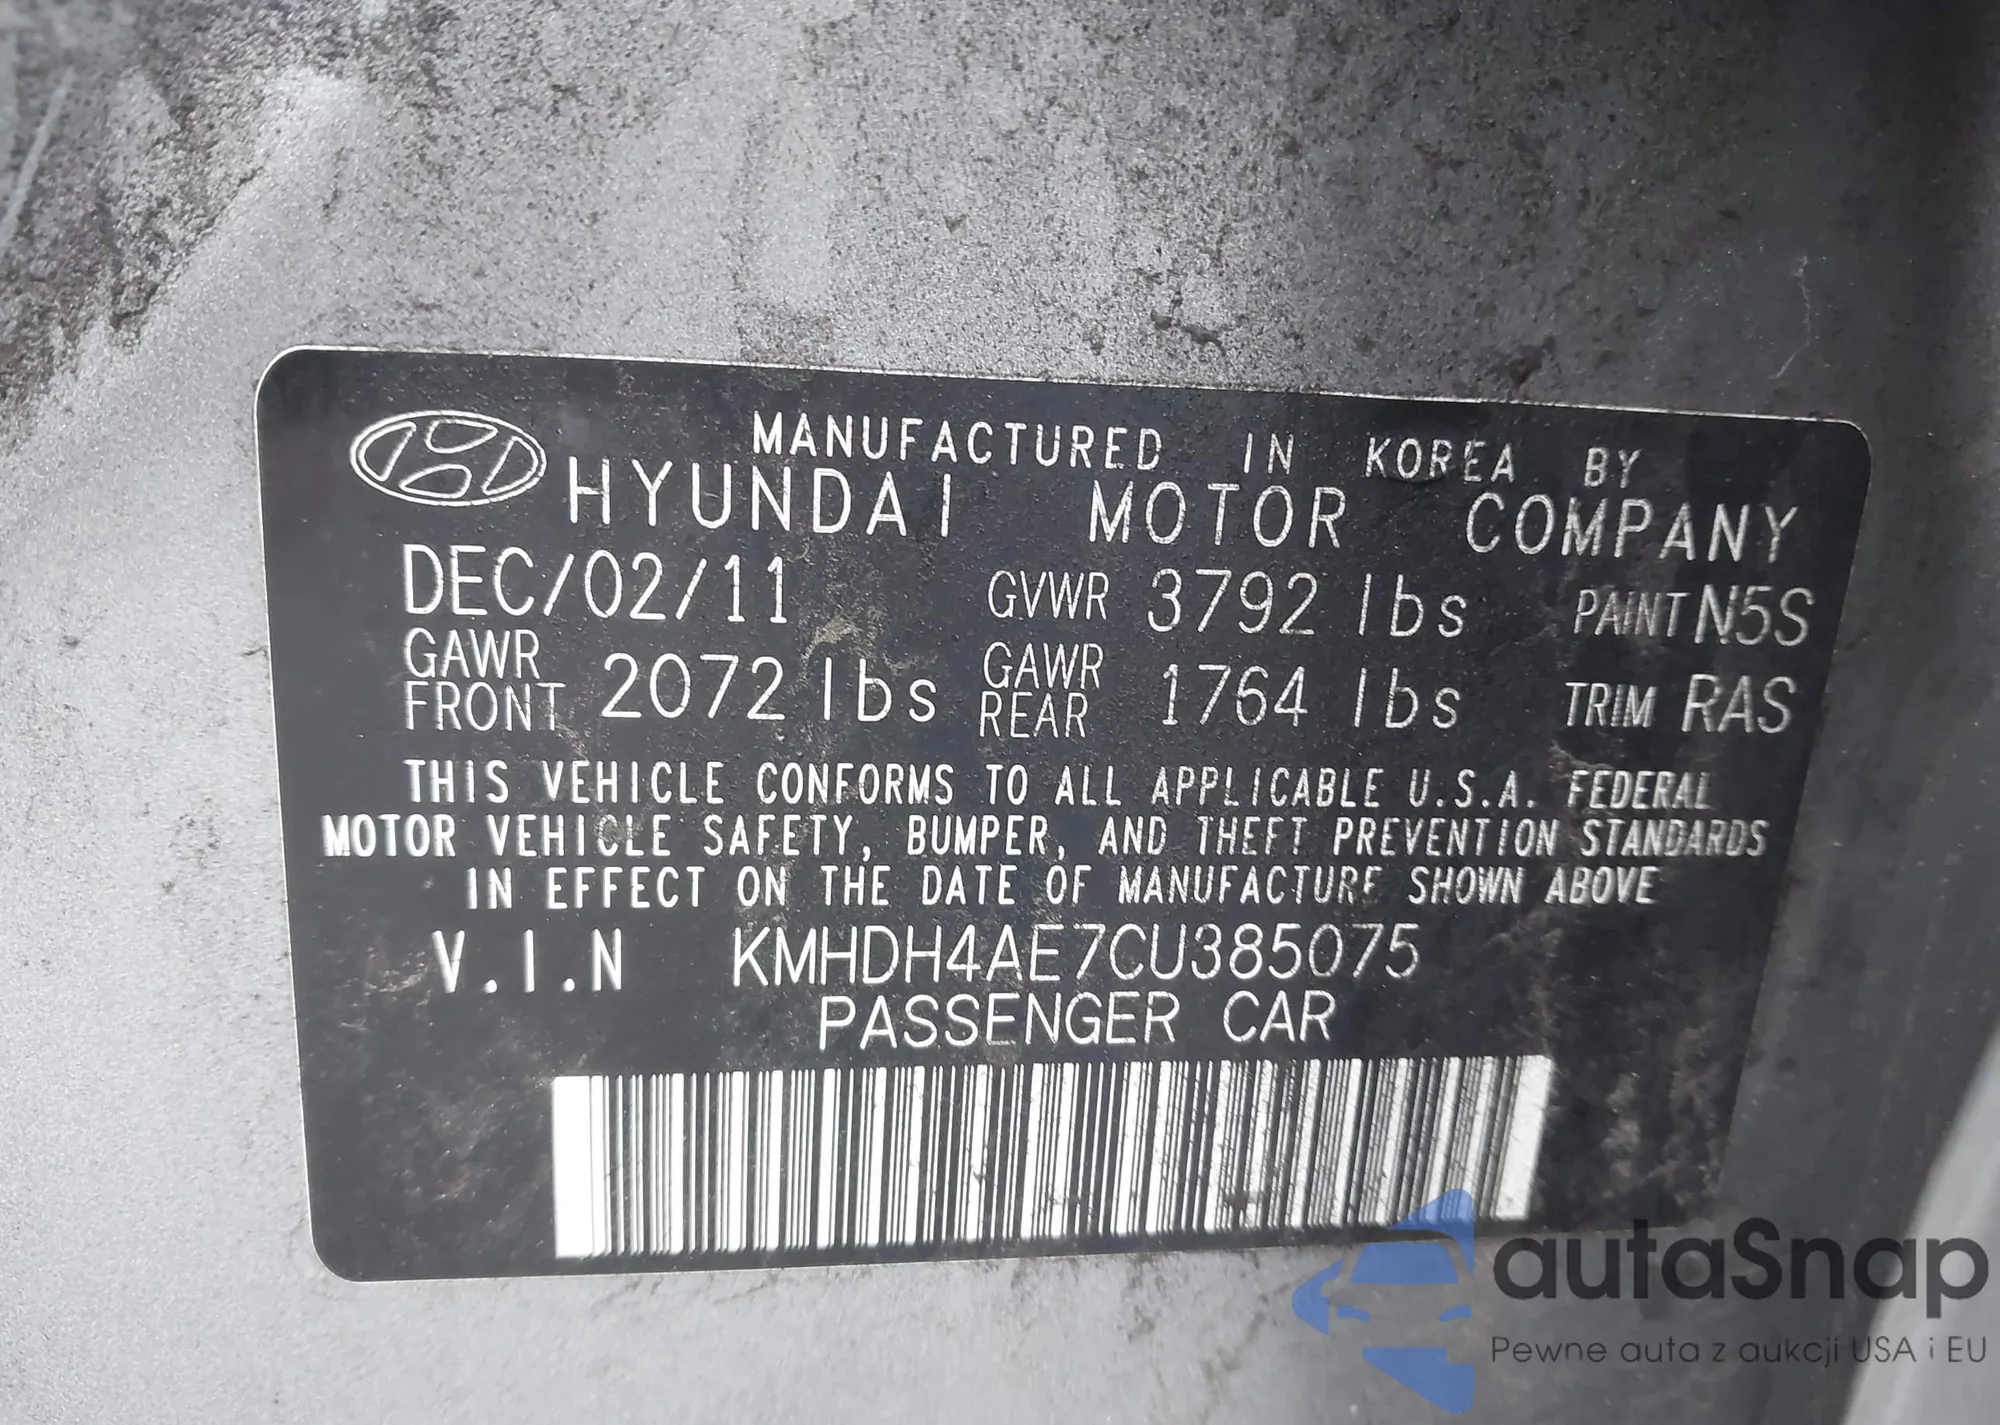 MANUFACTURED IN KOREA BY
HYUNDAI MOTOR COMPANY
DEC/02/11 GVWR 3792 lbs PAINT N5S
GAWR FRONT 2072 lbs GAWR REAR 1764 lbs TRIM RAS
THIS VEHICLE CONFORMS TO ALL APPLICABLE U.S.A. FEDERAL
MOTOR VEHICLE SAFETY, BUMPER, AND THEFT PREVENTION STANDARDS
IN EFFECT ON THE DATE OF MANUFACTURE SHOWN ABOVE
V.I.N KMHDH4AE7CU385075
PASSENGER CAR
autaSnap
Pewne auta z aukcji USA i EU